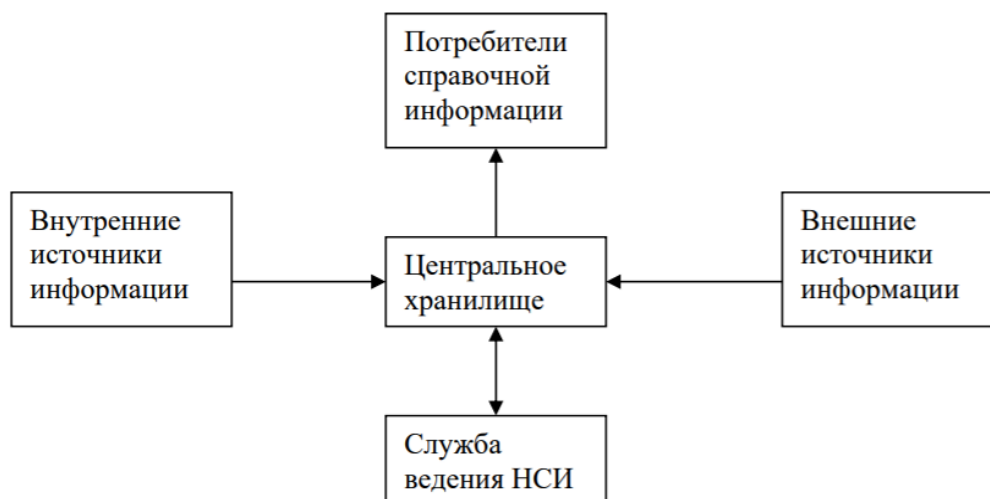 Потребители
справочной
информации
Внутренние
источники
информации
Центральное
хранилище
Внешние
источники
информации
Служба
ведения НСИ